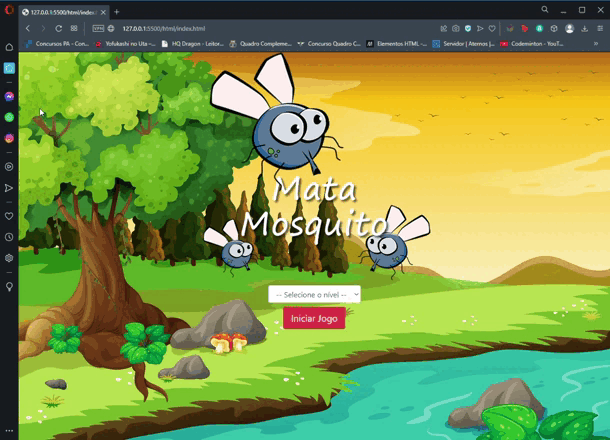 127.0.0.1:5500/html/index.html
VPN
127.0.0.1:5500/html/index.html
Concursos PA - Con...
Yofukashi no Uta –...
HQ Dragon - Leitor...
Quadro Compleme...
Concurso Quadro C...
Elementos HTML -...
Servidor | Aternos |...
Codeminton - YouT...
Mata
Mosquito
-- Selecione o nível --
Iniciar Jogo